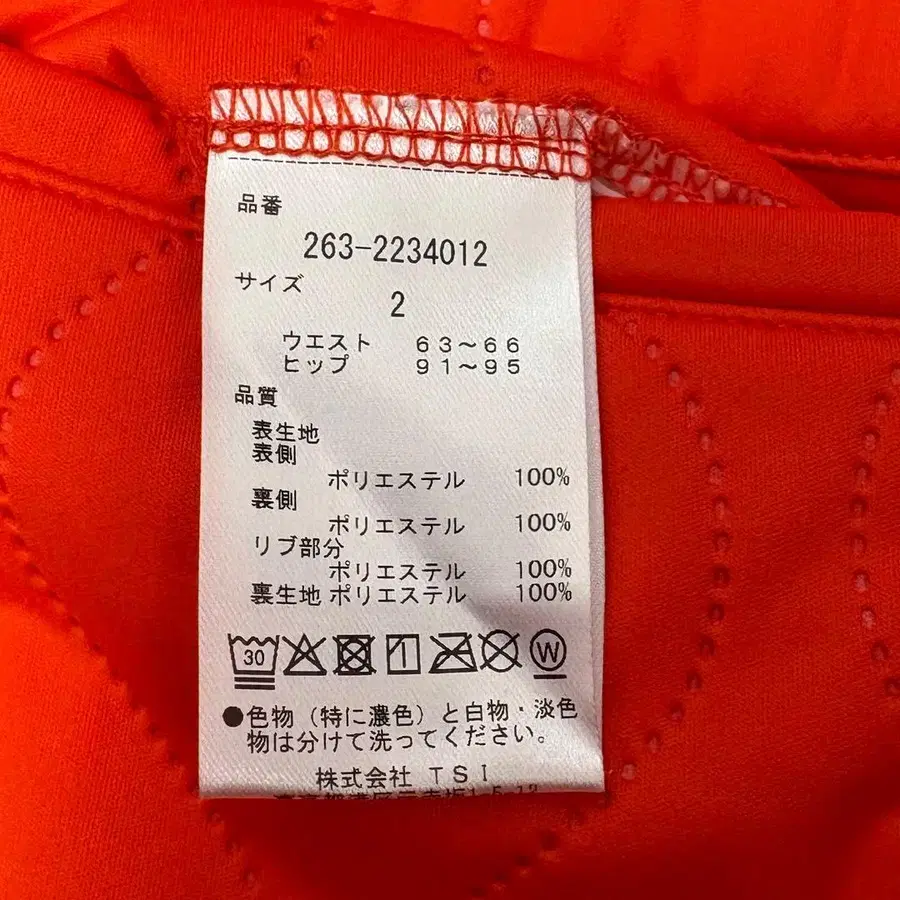 品番
263-2234012
サイズ
2
ウエスト 63～66
ヒップ 91～95
品質
表生地
表側
ポリエステル 100%
裏側
ポリエステル 100%
リブ部分
ポリエステル 100%
裏生地 ポリエステル 100%
30 W
●色物（特に濃色）と白物・淡色
物は分けて洗ってください。
株式会社 TSI